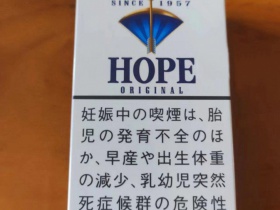 SINCE 1957
HOPE
ORIGINAL
妊娠中の喫煙は、胎
児の発育不全のほ
か、早産や出生体重
の減少、乳幼児突然
死症候群の危険性